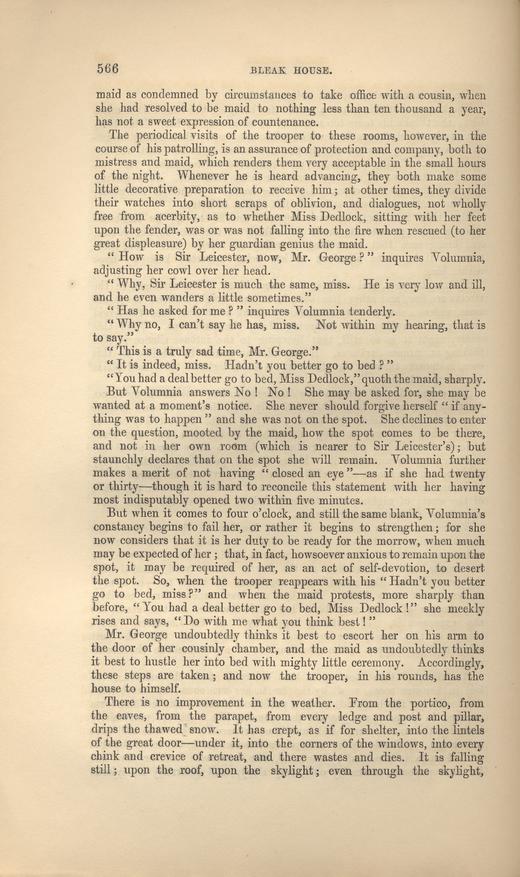 566 BLEAK HOUSE.
maid as condemned by circumstances to take office with a cousin, when
she had resolved to be maid to nothing less than ten thousand a year,
has not a sweet expression of countenance.
The periodical visits of the trooper to these rooms, however, in the
course of his patrolling, is an assurance of protection and company, both to
mistress and maid, which renders them very acceptable in the small hours
of the night. Whenever he is heard advancing, they both make some
little decorative preparation to receive him; at other times, they divide
their watches into short scraps of oblivion, and dialogues, not wholly
free from acerbity, as to whether Miss Dedlock, sitting with her feet
upon the fender, was or was not falling into the fire when rescued (to her
great displeasure) by her guardian genius the maid.
"How is Sir Leicester, now, Mr. George?" inquires Volumnia,
adjusting her cowl over her head.
"Why, Sir Leicester is much the same, miss. He is very low and ill,
and he even wanders a little sometimes."
"Has he asked for me?" inquires Volumnia tenderly.
"Why no, I can't say he has, miss. Not within my hearing, that is
to say."
"This is a truly sad time, Mr. George."
"It is indeed, miss. Hadn't you better go to bed?"
"You had a deal better go to bed, Miss Dedlock," quoth the maid, sharply.
But Volumnia answers No! No! She may be asked for, she may be
wanted at a moment's notice. She never should forgive herself "if any-
thing was to happen" and she was not on the spot. She declines to enter
on the question, mooted by the maid, how the spot comes to be there,
and not in her own room (which is nearer to Sir Leicester's); but
staunchly declares that on the spot she will remain. Volumnia further
makes a merit of not having "closed an eye"—as if she had twenty
or thirty—though it is hard to reconcile this statement with her having
most indisputably opened two within five minutes.
But when it comes to four o'clock, and still the same blank, Volumnia's
constancy begins to fail her, or rather it begins to strengthen; for she
now considers that it is her duty to be ready for the morrow, when much
may be expected of her; that, in fact, howsoever anxious to remain upon the
spot, it may be required of her, as an act of self-devotion, to desert
the spot. So, when the trooper reappears with his "Hadn't you better
go to bed, miss?" and when the maid protests, more sharply than
before, "You had a deal better go to bed, Miss Dedlock!" she meekly
rises and says, "Do with me what you think best!"
Mr. George undoubtedly thinks it best to escort her on his arm to
the door of her cousinly chamber, and the maid as undoubtedly thinks
it best to hustle her into bed with mighty little ceremony. Accordingly,
these steps are taken; and now the trooper, in his rounds, has the
house to himself.
There is no improvement in the weather. From the portico, from
the eaves, from the parapet, from every ledge and post and pillar,
drips the thawed snow. It has crept, as if for shelter, into the lintels
of the great door—under it, into the corners of the windows, into every
chink and crevice of retreat, and there wastes and dies. It is falling
still; upon the roof, upon the skylight; even through the skylight,